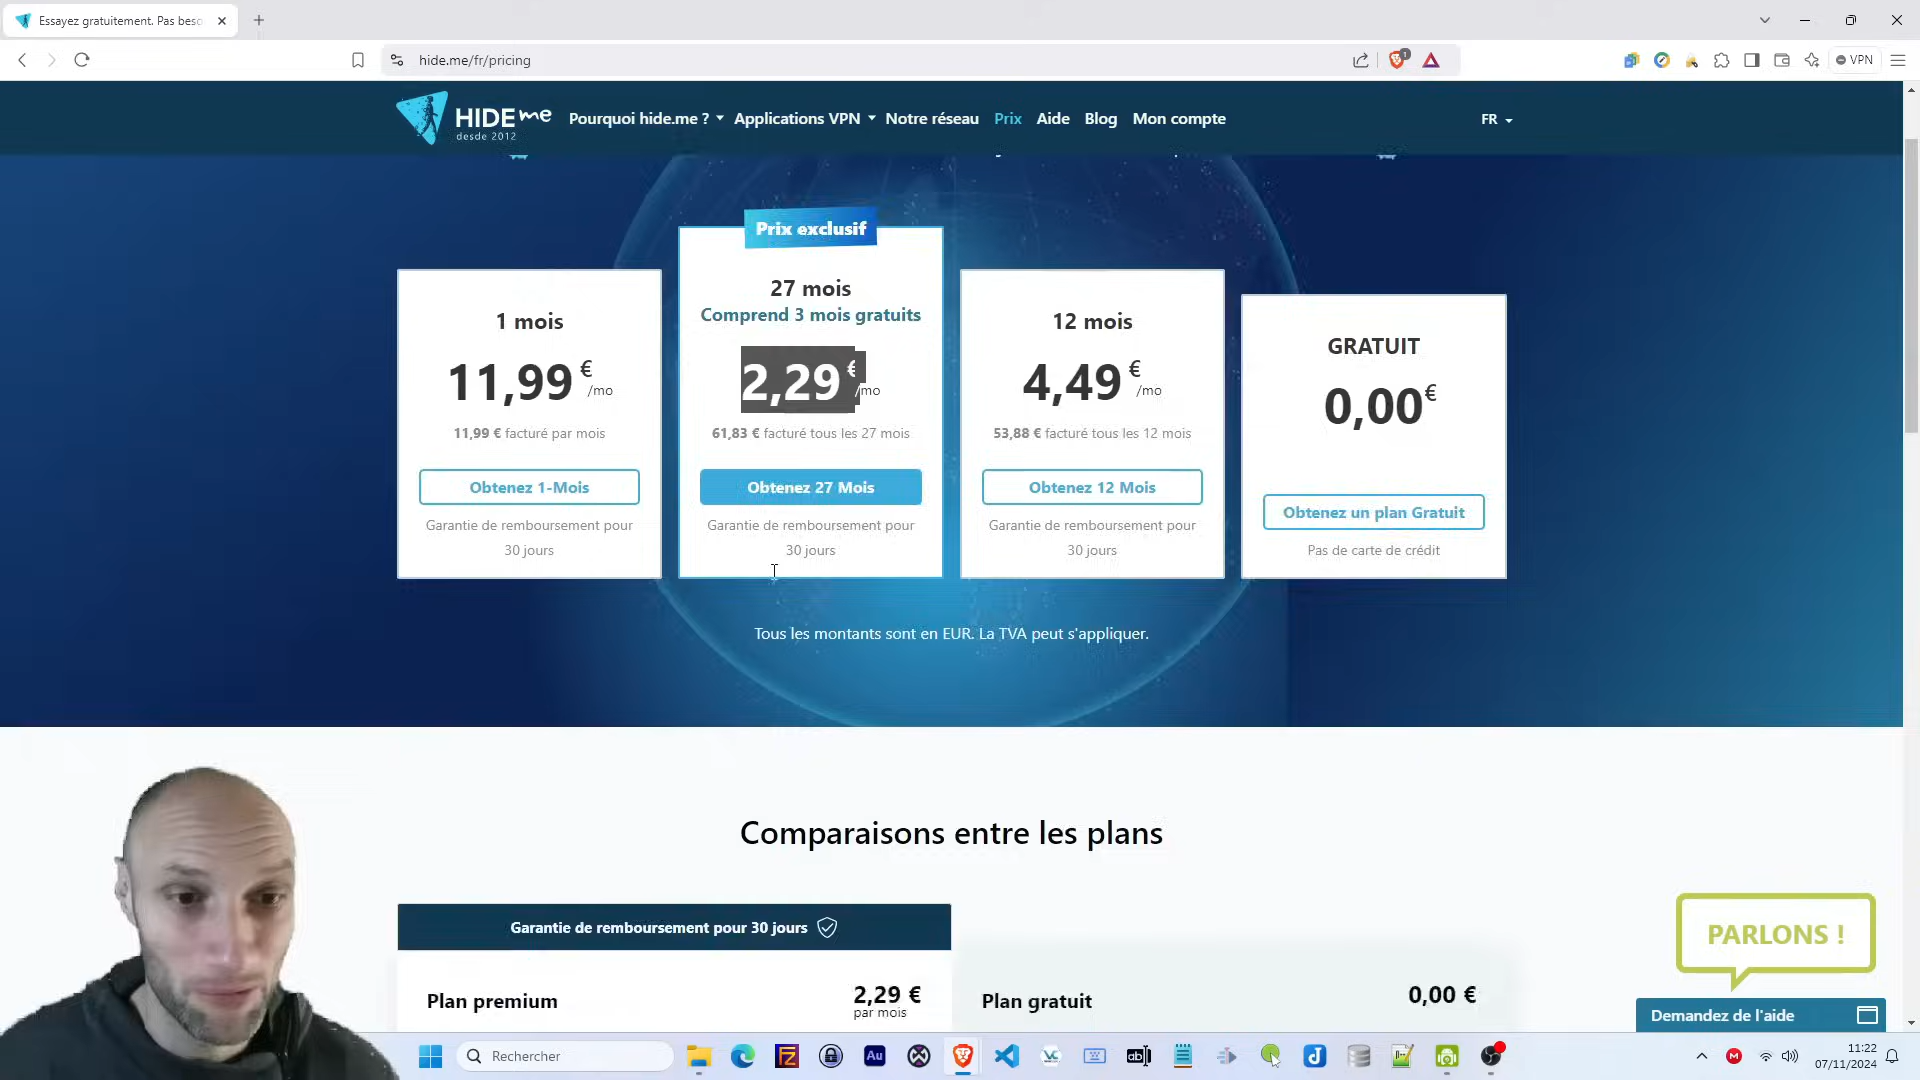 Essayez gratuitement. Pas beso
hide.me/fr/pricing
1
VPN
HIDE me
desde 2012
Pourquoi hide.me ?
Applications VPN
Notre réseau
Prix
Aide
Blog
Mon compte
FR
Prix exclusif
1 mois
11,99 €
/mo
11,99 € facturé par mois
Obtenez 1-Mois
Garantie de remboursement pour
30 jours
27 mois
Comprend 3 mois gratuits
2,29 €
/mo
61,83 € facturé tous les 27 mois
Obtenez 27 Mois
Garantie de remboursement pour
30 jours
12 mois
4,49 €
/mo
53,88 € facturé tous les 12 mois
Obtenez 12 Mois
Garantie de remboursement pour
30 jours
GRATUIT
0,00 €
Obtenez un plan Gratuit
Pas de carte de crédit
Tous les montants sont en EUR. La TVA peut s'appliquer.
Comparaisons entre les plans
Garantie de remboursement pour 30 jours
Plan premium
2,29 €
par mois
Plan gratuit
0,00 €
PARLONS !
Demandez de l'aide
Rechercher
Au
11:22
07/11/2024